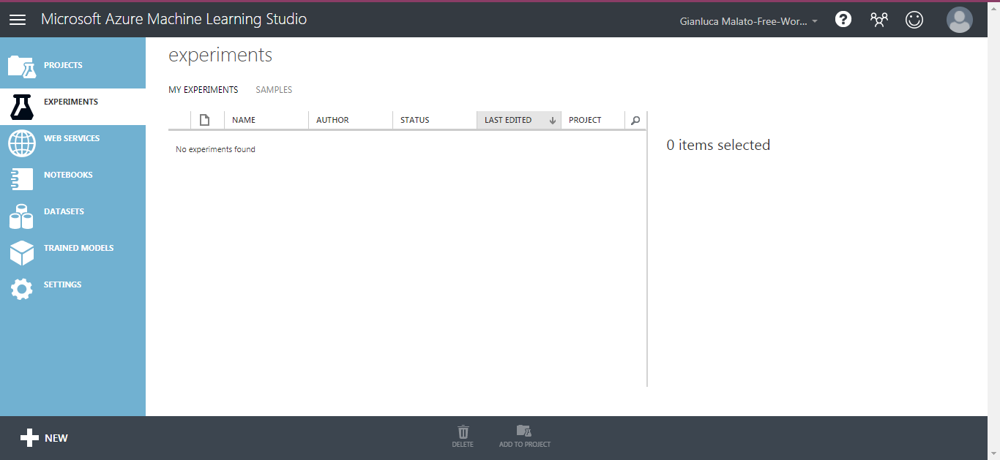 Microsoft Azure Machine Learning Studio
Gianluca Malato-Free-Wor...
?
PROJECTS
EXPERIMENTS
WEB SERVICES
NOTEBOOKS
DATASETS
TRAINED MODELS
SETTINGS
experiments
MY EXPERIMENTS SAMPLES
NAME AUTHOR STATUS LAST EDITED PROJECT
No experiments found
0 items selected
NEW
DELETE
ADD TO PROJECT